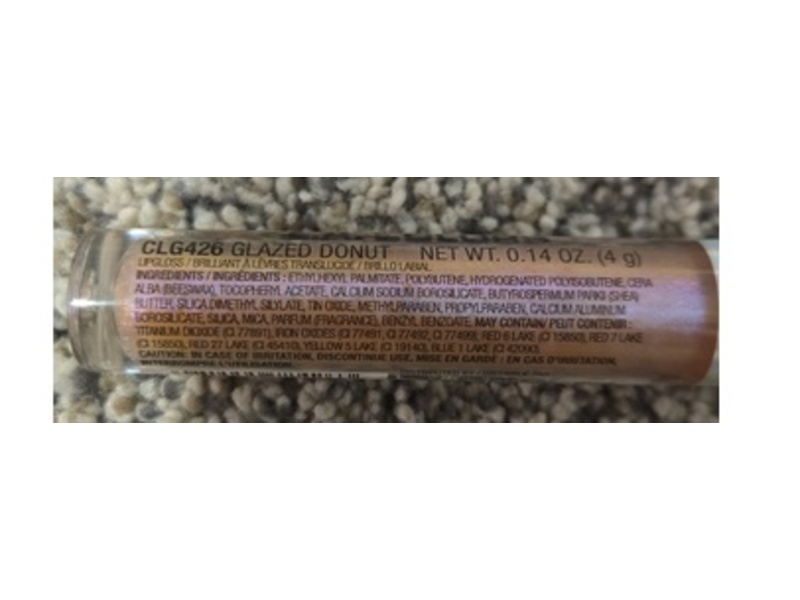 CLG426 GLAZED DONUT NET WT. 0.14 OZ. (4 g)
LIPGLOSS / BRILLIANT À LÈVRES TRANSLUCIDE / BRILLO LABIAL
INGREDIENTS / INGRÉDIENTS : ETHYLHEXYL PALMITATE, POLYBUTENE, HYDROGENATED POLYISOBUTENE, CERA
ALBA (BEESWAX), TOCOPHERYL ACETATE, CALCIUM SODIUM BOROSILICATE, BUTYROSPERMUM PARKII (SHEA)
BUTTER, SILICA DIMETHYL SILYLATE, TIN OXIDE, METHYLPARABEN, PROPYLPARABEN, CALCIUM ALUMINUM
BOROSILICATE, SILICA, MICA, PARFUM (FRAGRANCE), BENZYL BENZOATE. MAY CONTAIN / PEUT CONTENIR :
TITANIUM DIOXIDE (CI 77891), IRON OXIDES (CI 77491, CI 77492, CI 77499), RED 6 LAKE (CI 15850), RED 7 LAKE
(CI 15850), RED 27 LAKE (CI 45410), YELLOW 5 LAKE (CI 19140), BLUE 1 LAKE (CI 42090).
CAUTION: IN CASE OF IRRITATION, DISCONTINUE USE. MISE EN GARDE : EN CAS D'IRRITATION,
INTERROMPRE L'UTILISATION.